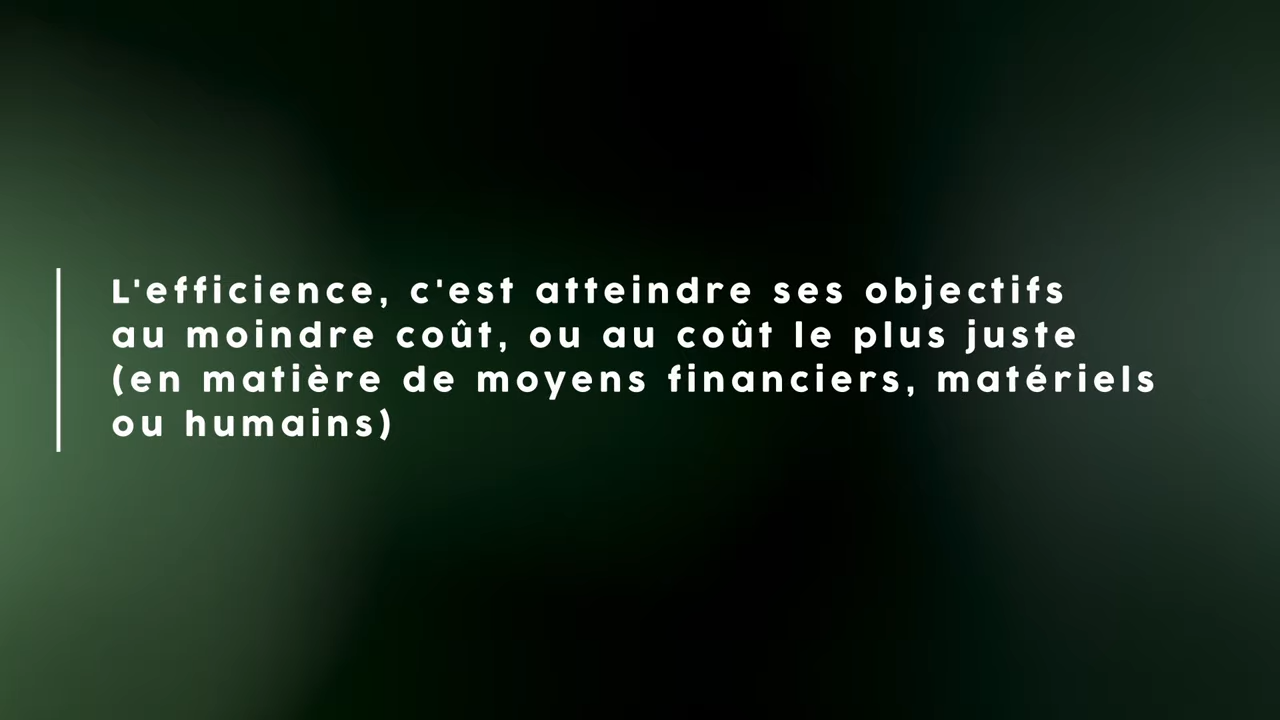 L'efficience, c'est atteindre ses objectifs
au moindre coût, ou au coût le plus juste
(en matière de moyens financiers, matériels
ou humains)